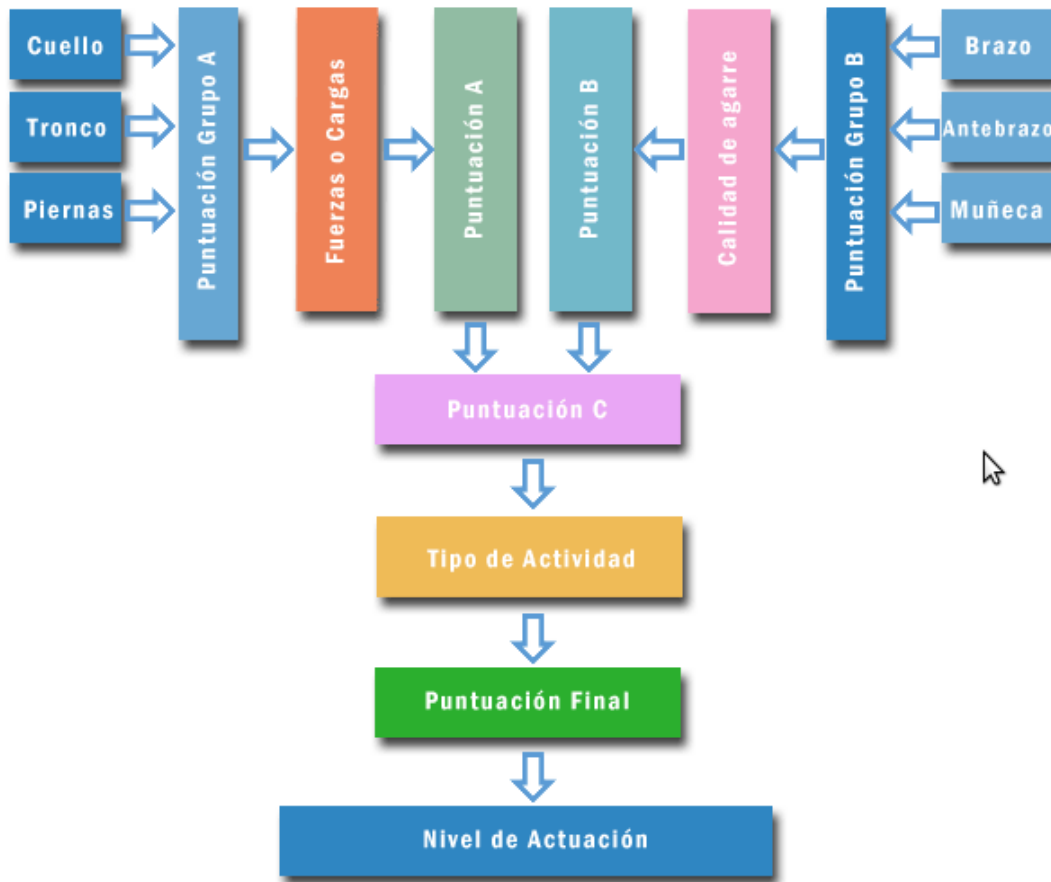 Cuello
Tronco
Piernas
Puntuación Grupo A
Fuerzas o Cargas
Puntuación A
Puntuación B
Calidad de agarre
Puntuación Grupo B
Brazo
Antebrazo
Muñeca
Puntuación C
Tipo de Actividad
Puntuación Final
Nivel de Actuación